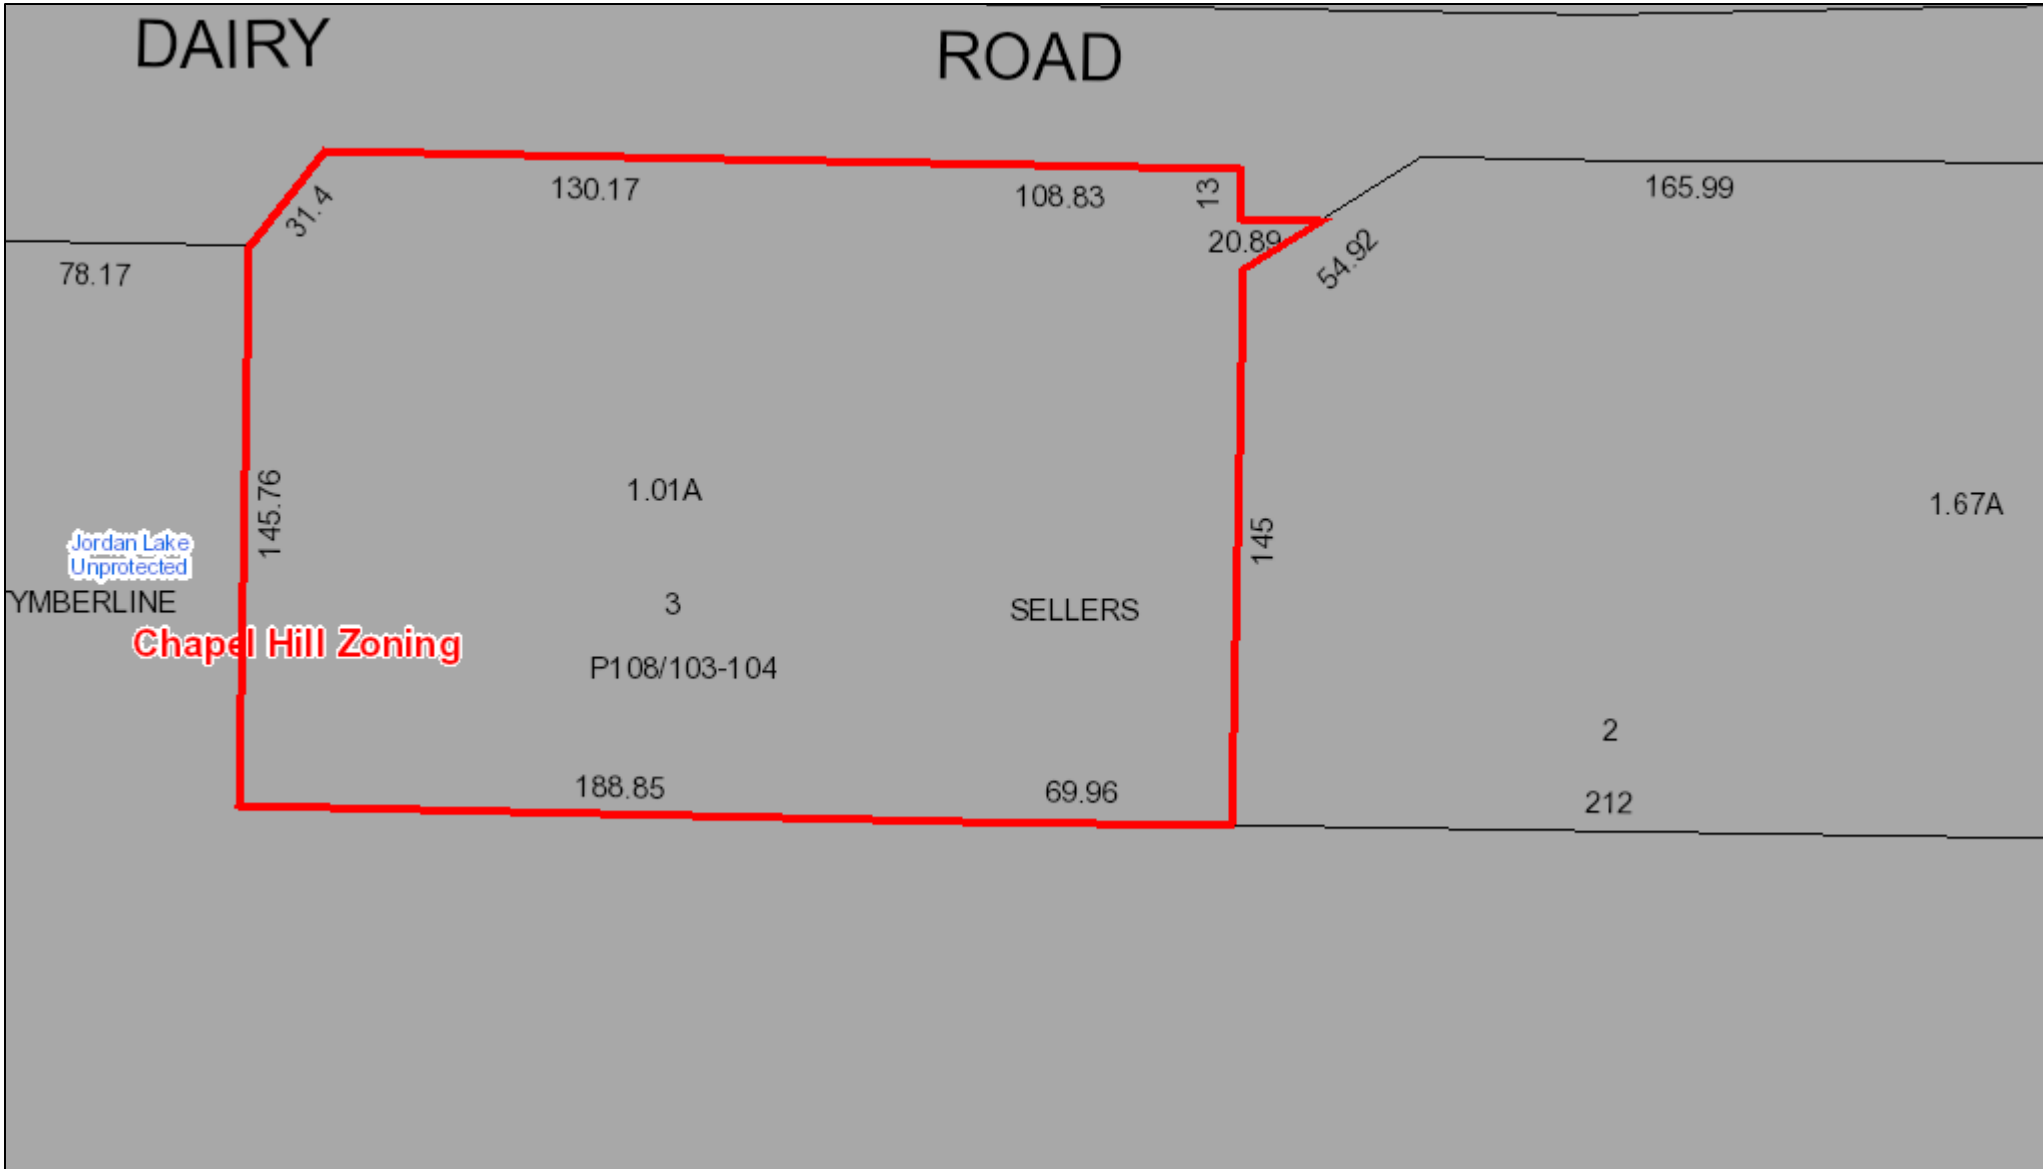 DAIRY ROAD
130.17
108.83
13
165.99
31.4
20.89
54.92
78.17
1.01A
1.67A
145.76
145
Jordan Lake
Unprotected
YMBERLINE
3
SELLERS
Chapel Hill Zoning
P108/103-104
2
188.85
69.96
212